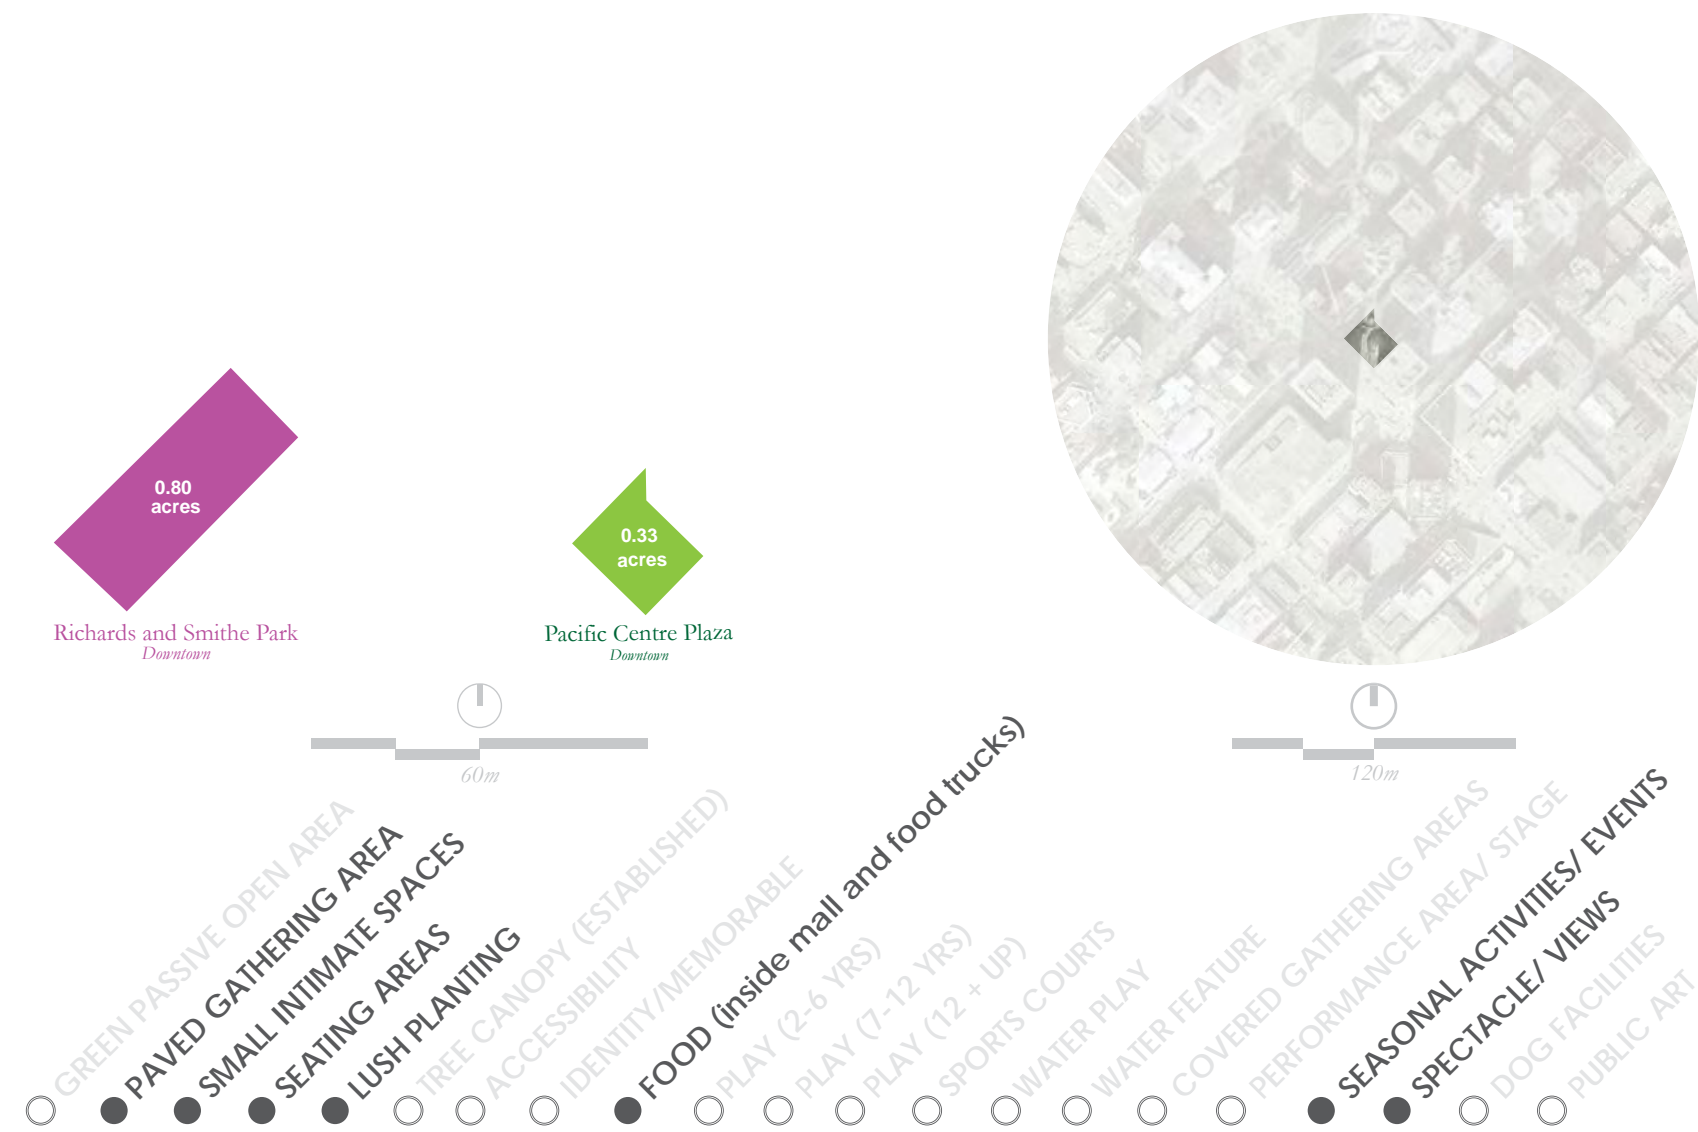 0.80
acres
0.33
acres
Richards and Smithe Park
Downtown
Pacific Centre Plaza
Downtown
60m
120m
GREEN PASSIVE OPEN AREA
PAVED GATHERING AREA
SMALL INTIMATE SPACES
SEATING AREAS
LUSH PLANTING
TREE CANOPY (ESTABLISHED)
ACCESSIBILITY
IDENTITY/MEMORABLE
FOOD (inside mall and food trucks)
PLAY (2-6 YRS)
PLAY (7-12 YRS)
PLAY (12 + UP)
SPORTS COURTS
WATER PLAY
WATER FEATURE
COVERED GATHERING AREAS
PERFORMANCE AREA/ STAGE
SEASONAL ACTIVITIES/ EVENTS
SPECTACLE/ VIEWS
DOG FACILITIES
PUBLIC ART